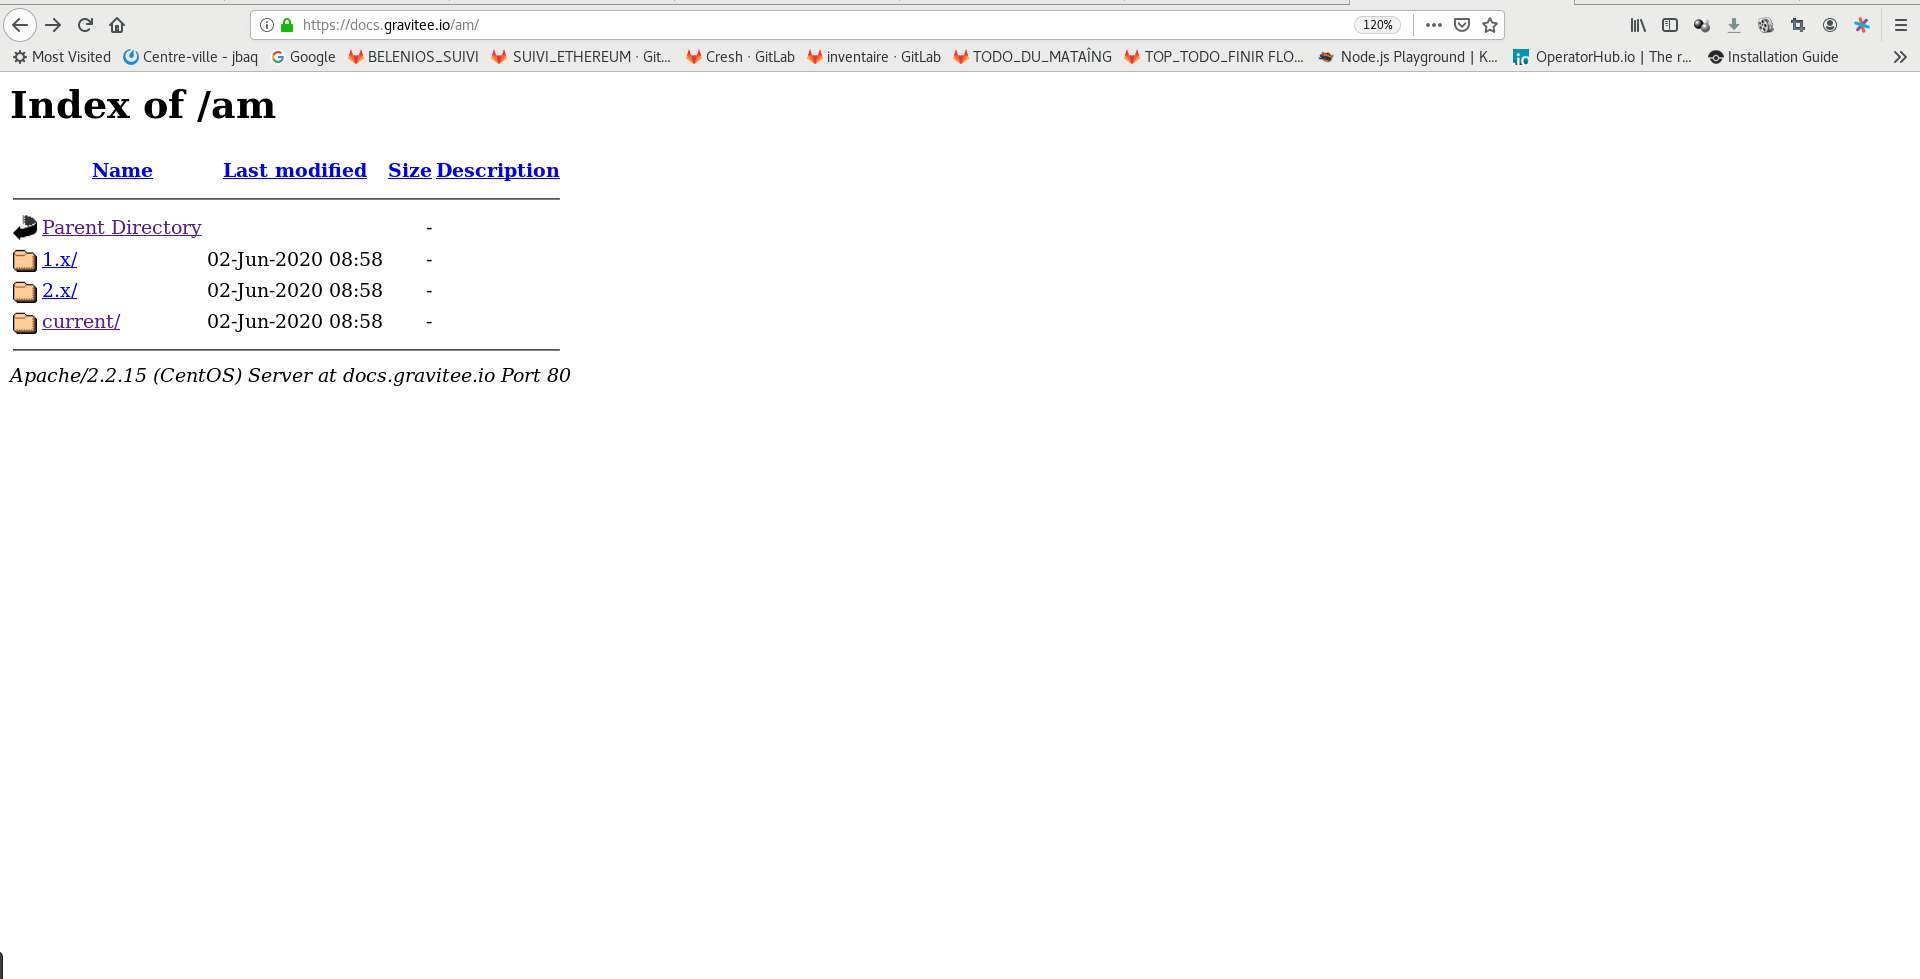 https://docs.gravitee.io/am/ 120%
Most Visited Centre-ville - jbaq Google BELENIOS_SUIVI SUIVI_ETHEREUM · Git... Cresh · GitLab inventaire · GitLab TODO_DU_MATAÎNG TOP_TODO_FINIR FLO... Node.js Playground | K... OperatorHub.io | The r... Installation Guide
Index of /am
Name Last modified Size Description
Parent Directory -
1.x/ 02-Jun-2020 08:58 -
2.x/ 02-Jun-2020 08:58 -
current/ 02-Jun-2020 08:58 -
Apache/2.2.15 (CentOS) Server at docs.gravitee.io Port 80